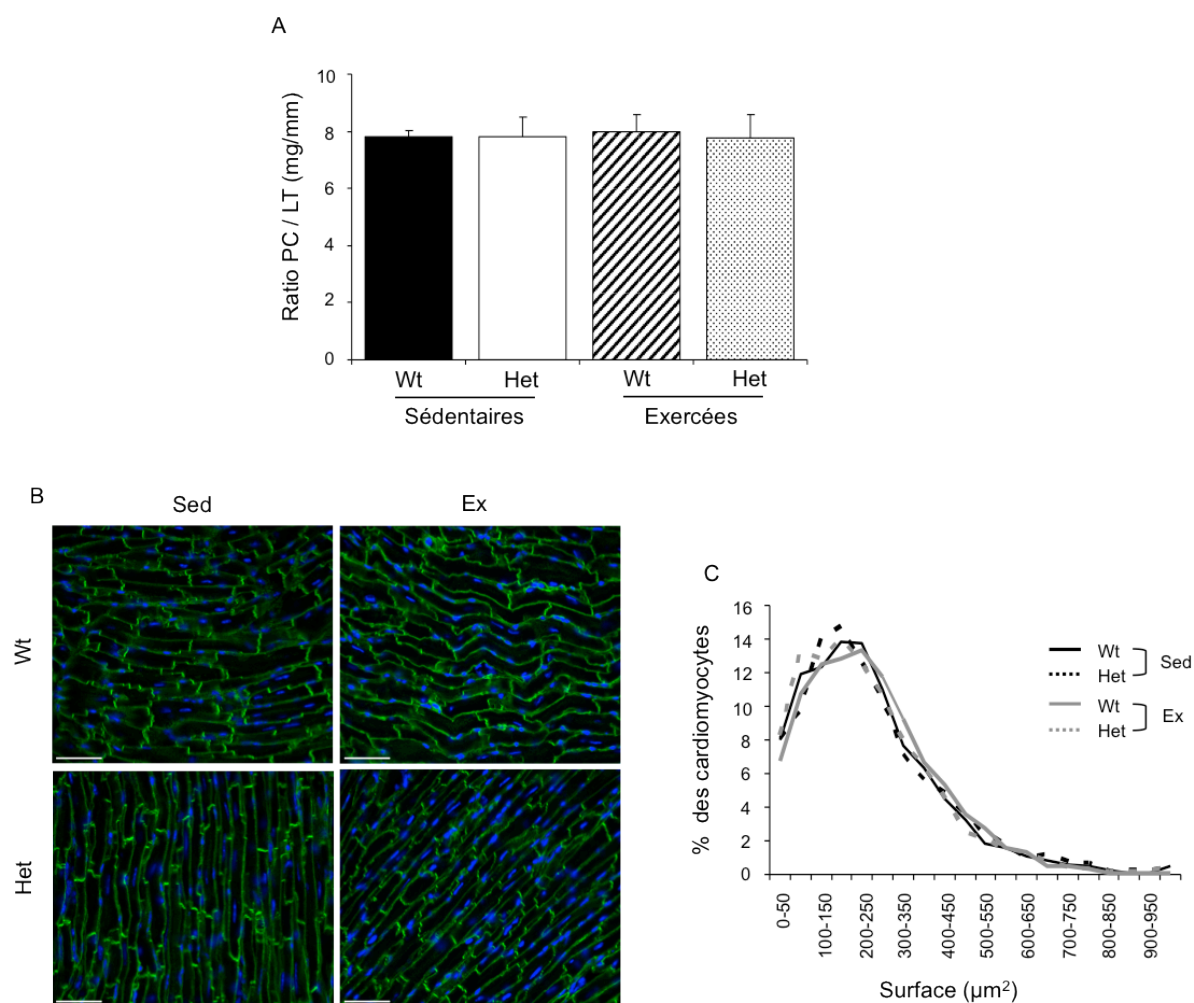 A
Ratio PC / LT (mg/mm)
10
8
6
4
2
0
Wt
Het
Wt
Het
Sédentaires
Exercées
B
Sed
Ex
Wt
Het
C
% des cardiomyocytes
16
14
12
10
8
6
4
2
0
0-50
100-150
200-250
300-350
400-450
500-550
600-650
700-750
800-850
900-950
Surface (µm²)
Wt
Het
Sed
Wt
Het
Ex